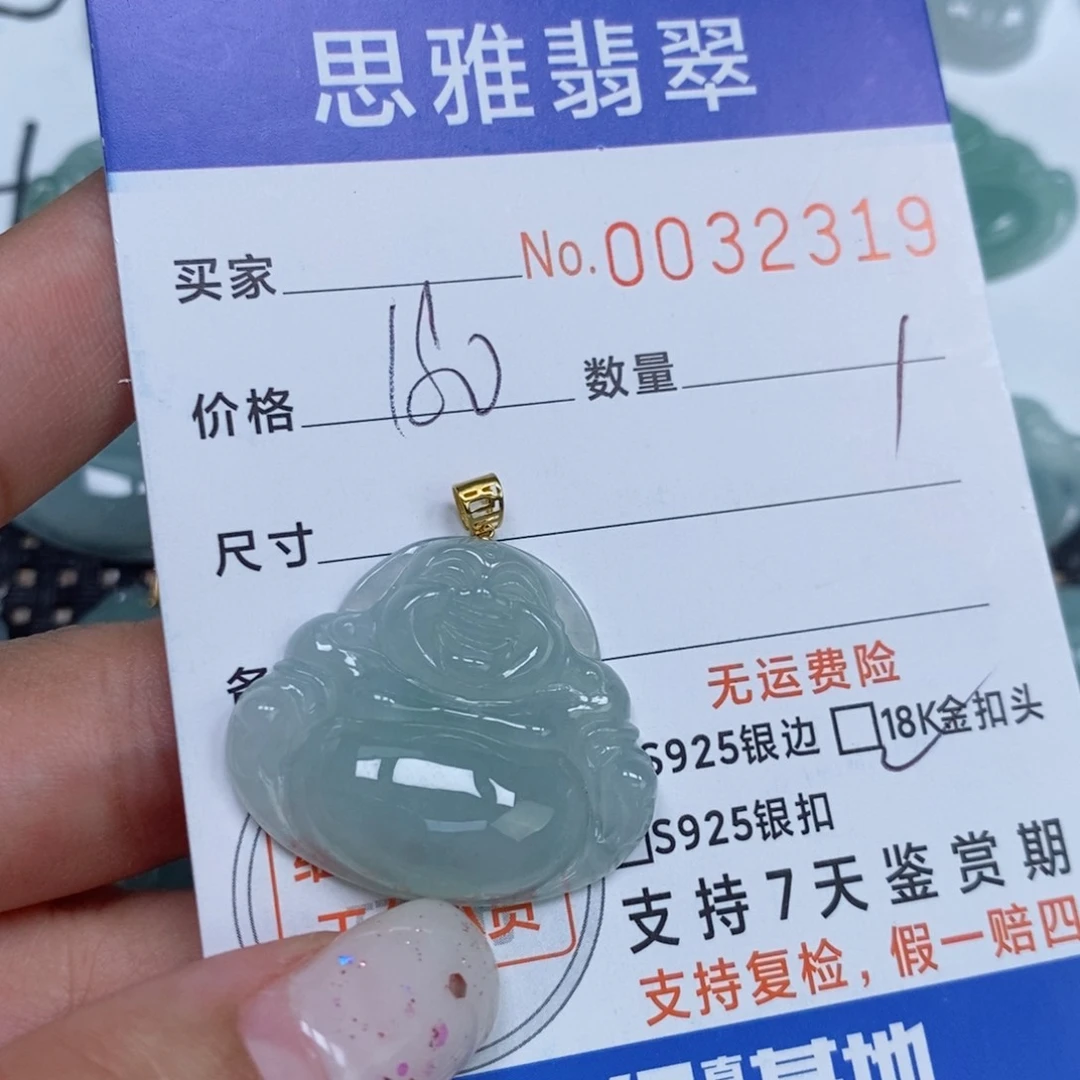 思雅翡翠
买家 No.0032319
价格 数量 1
尺寸
无运费险
S925银边 □18K金扣头
S925银扣
支持7天鉴赏期
支持复检，假一赔四
基地